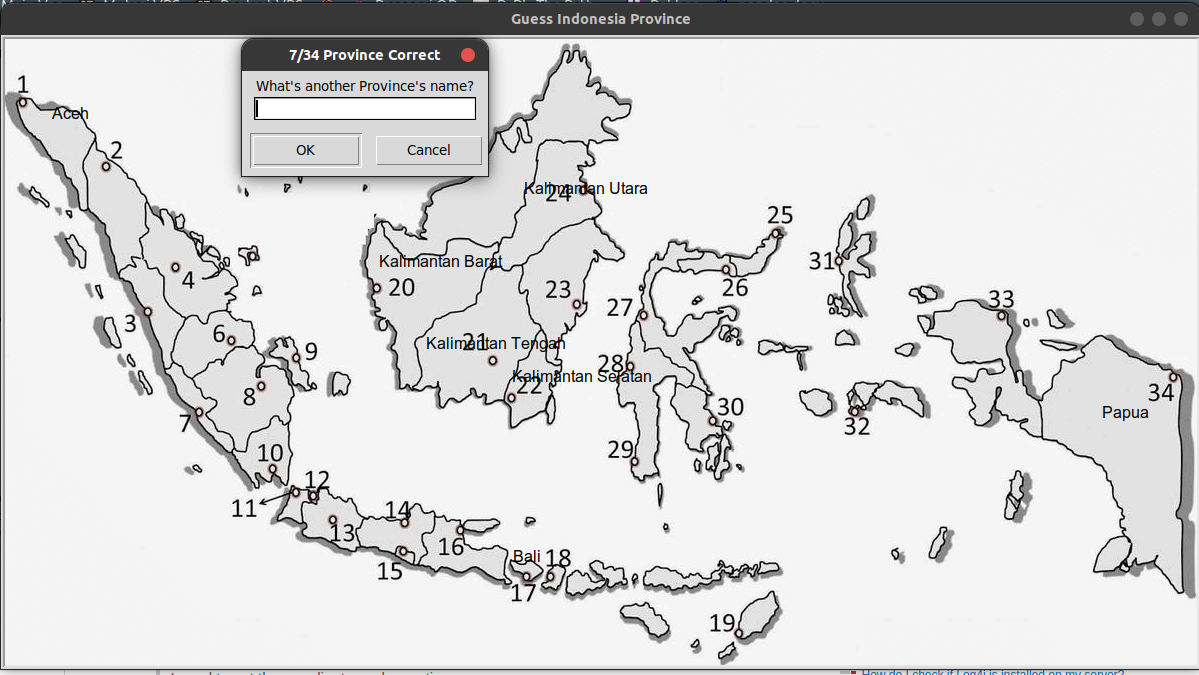 Guess Indonesia Province
7/34 Province Correct
What's another Province's name?
OK
Cancel
1
Aceh
2
Kalimantan Utara
24
25
Kalimantan Barat
31
4
20
23
26
3
27
33
6
21
Kalimantan Tengah
9
28
Kalimantan Selatan
22
34
8
7
30
Papua
32
29
10
12
11
14
13
16
Bali
18
15
17
19
How do I check if Log4j is installed on my server?